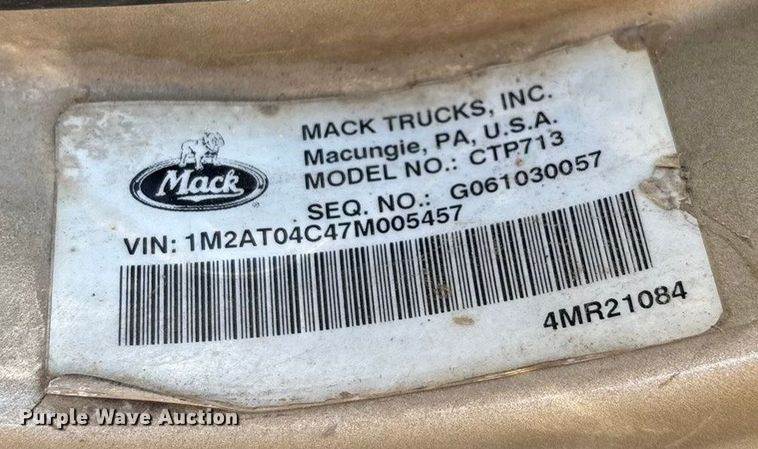 MACK TRUCKS, INC.
Macungie, PA, U.S.A.
MODEL NO.: CTP713
SEQ. NO.: G061030057
Mack
VIN: 1M2AT04C47M005457
4MR21084
Purple Wave Auction